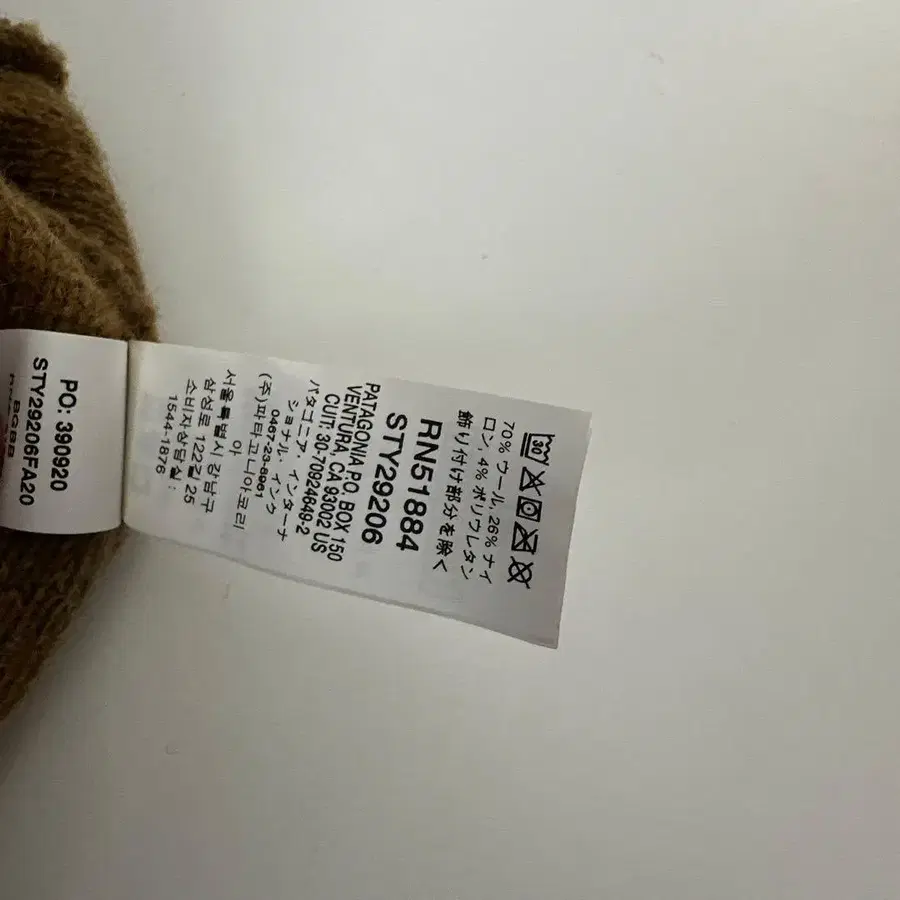 30
70% ウール, 26% ナイ
ロン, 4% ポリウレタン
飾り付け部分を除く
RN51884
STY29206
PATAGONIA P.O. BOX 150
VENTURA, CA 93002 US
CUIT: 30-70924849-2
パタゴニア, インターナ
ショナル・インク
0467-23-8961
(주)파타고니아코리
아
서울특별시 강남구
삼성로 122길 25
소비자상담실 :
1544-1876
PO: 390920
STY29206FA20